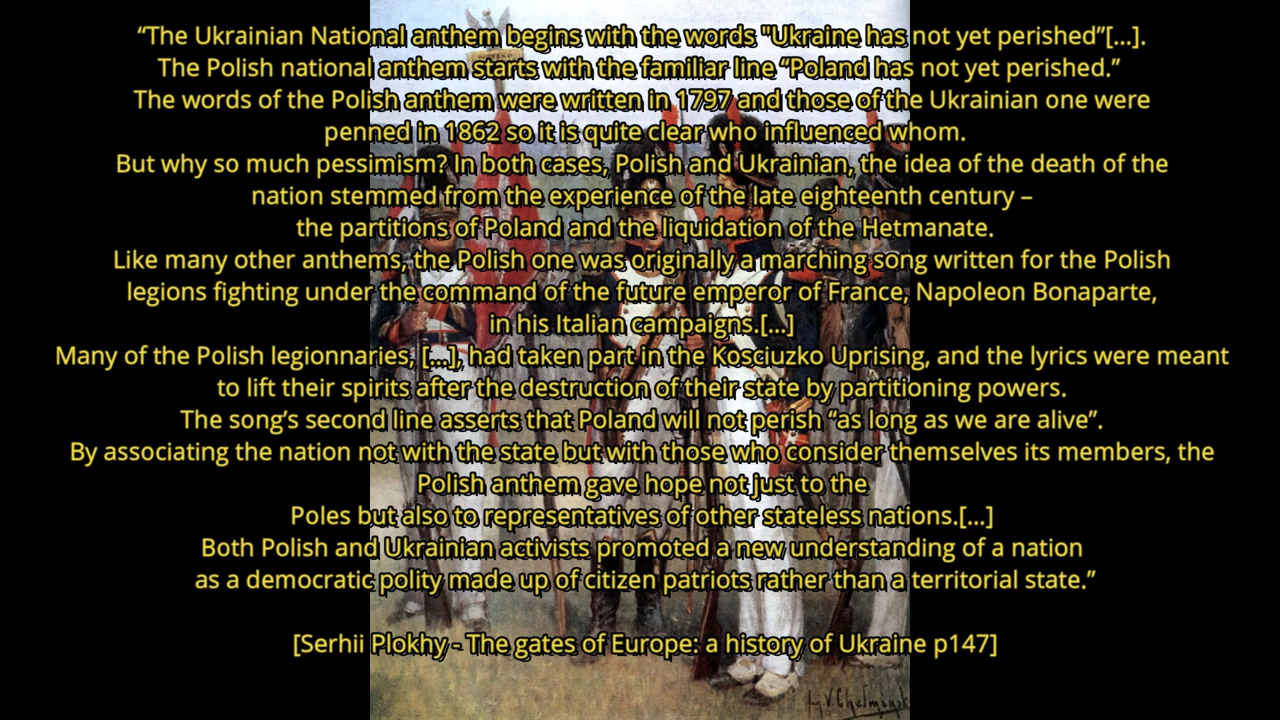 “The Ukrainian National anthem begins with the words "Ukraine has not yet perished”[...].
The Polish national anthem starts with the familiar line “Poland has not yet perished.”
The words of the Polish anthem were written in 1797 and those of the Ukrainian one were
penned in 1862 so it is quite clear who influenced whom.
But why so much pessimism? In both cases, Polish and Ukrainian, the idea of the death of the
nation stemmed from the experience of the late eighteenth century –
the partitions of Poland and the liquidation of the Hetmanate.
Like many other anthems, the Polish one was originally a marching song written for the Polish
legions fighting under the command of the future emperor of France, Napoleon Bonaparte,
in his Italian campaigns.[...]
Many of the Polish legionnaries, [...], had taken part in the Kosciuzko Uprising, and the lyrics were meant
to lift their spirits after the destruction of their state by partitioning powers.
The song’s second line asserts that Poland will not perish “as long as we are alive”.
By associating the nation not with the state but with those who consider themselves its members, the
Polish anthem gave hope not just to the
Poles but also to representatives of other stateless nations.[...]
Both Polish and Ukrainian activists promoted a new understanding of a nation
as a democratic polity made up of citizen patriots rather than a territorial state.”
[Serhii Plokhy - The gates of Europe: a history of Ukraine p147]